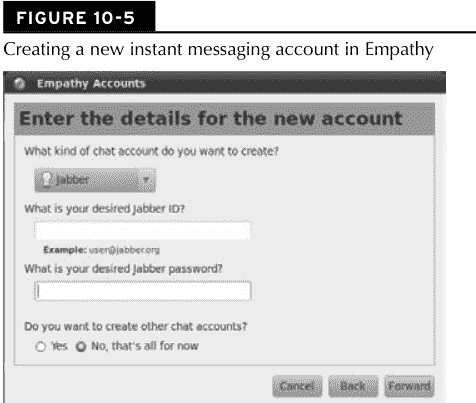 FIGURE 10-5
Creating a new instant messaging account in Empathy
Empathy Accounts
Enter the details for the new account
What kind of chat account do you want to create?
Jabber
What is your desired Jabber ID?
Example: user@jabber.org
What is your desired Jabber password?
Do you want to create other chat accounts?
Yes No, that's all for now
Cancel Back Forward